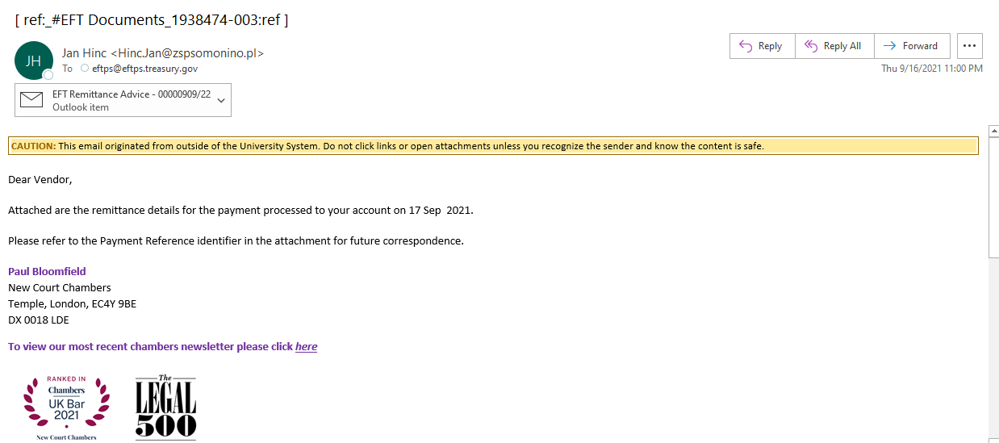 [ ref:_#EFT Documents_1938474-003:ref ]
JH
Jan Hinc <Hinc.Jan@zspsomonino.pl>
To eftps@eftps.treasury.gov
Reply
Reply All
Forward
Thu 9/16/2021 11:00 PM
EFT Remittance Advice - 00000909/22
Outlook item
CAUTION: This email originated from outside of the University System. Do not click links or open attachments unless you recognize the sender and know the content is safe.
Dear Vendor,
Attached are the remittance details for the payment processed to your account on 17 Sep  2021.
Please refer to the Payment Reference identifier in the attachment for future correspondence.
Paul Bloomfield
New Court Chambers
Temple, London, EC4Y 9BE
DX 0018 LDE
To view our most recent chambers newsletter please click here
RANKED IN
Chambers
UK Bar
2021
New Court Chambers
The
LEGAL
500